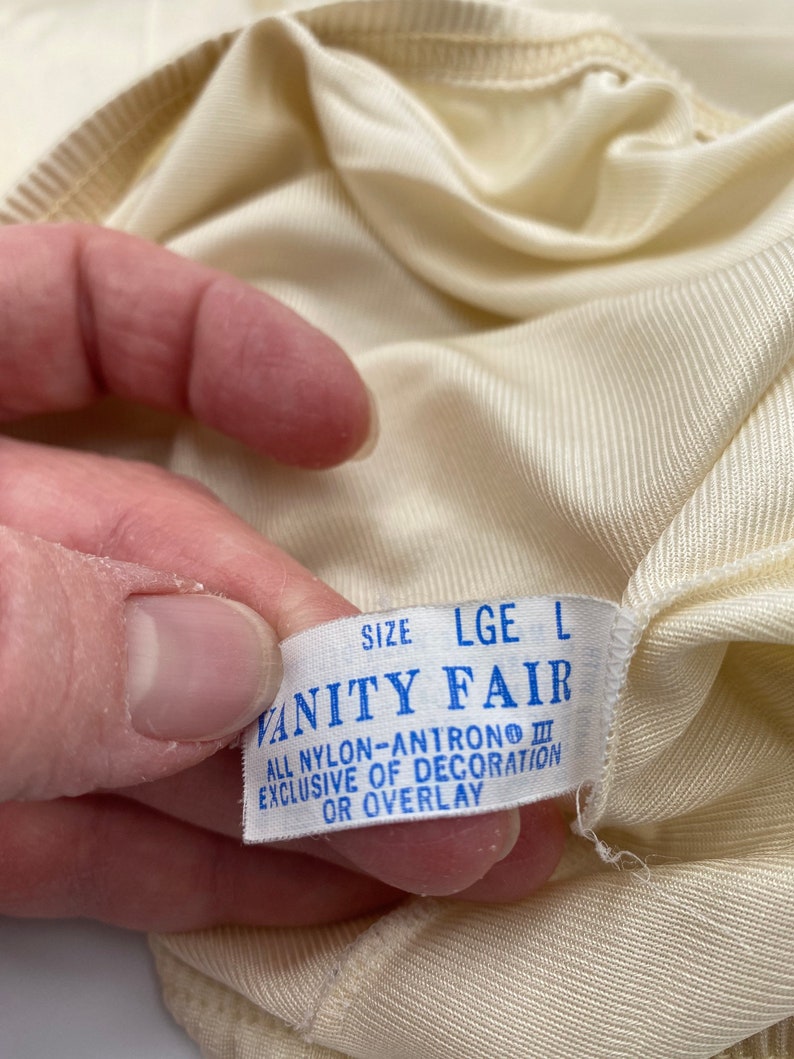 SIZE LGE L
VANITY FAIR
ALL NYLON-ANTRON® III
EXCLUSIVE OF DECORATION
OR OVERLAY